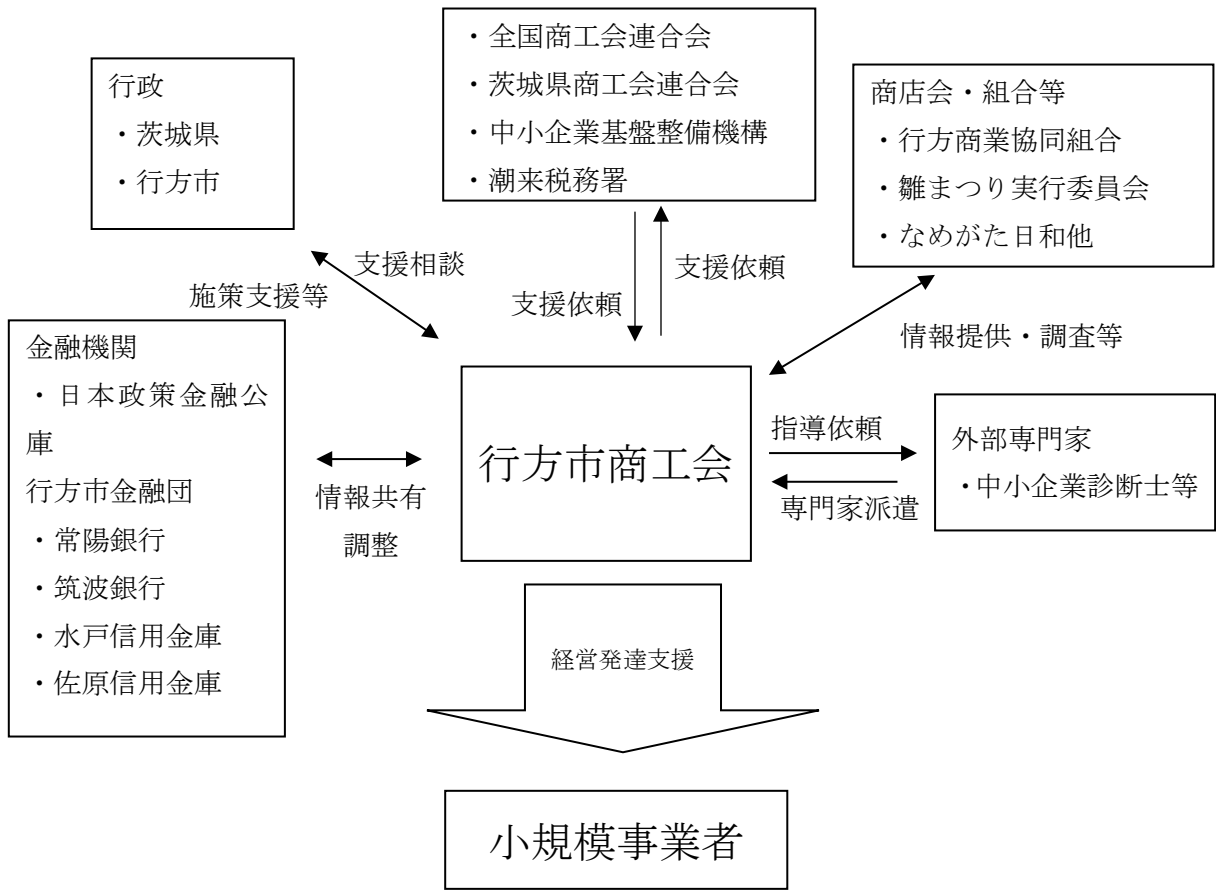 ・全国商工会連合会
・茨城県商工会連合会
・中小企業基盤整備機構
・潮来税務署
行政
・茨城県
・行方市
商店会・組合等
・行方商業協同組合
・雛まつり実行委員会
・なめがた日和他
支援相談
施策支援等
支援依頼
支援依頼
情報提供・調査等
金融機関
・日本政策金融公
庫
行方市金融団
・常陽銀行
・筑波銀行
・水戸信用金庫
・佐原信用金庫
情報共有
調整
行方市商工会
指導依頼
専門家派遣
外部専門家
・中小企業診断士等
経営発達支援
小規模事業者